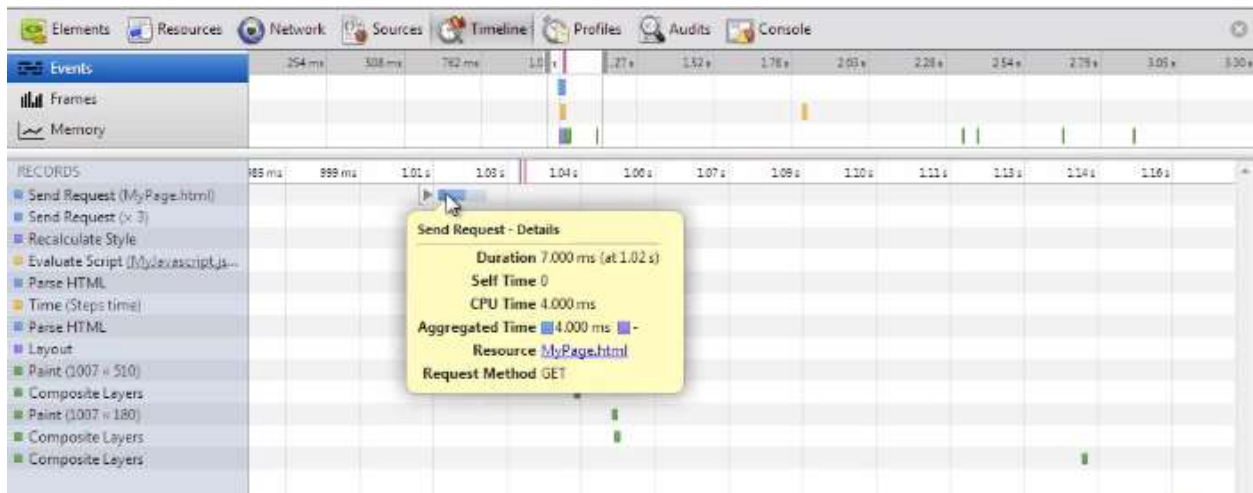 Elements Resources Network Sources Timeline Profiles Audits Console
Events 254 ms 508 ms 762 ms 1.27 s 1.52 s 1.78 s 2.03 s 2.28 s 2.54 s 2.79 s 3.05 s 3.30 s
Frames
Memory
RECORDS 985 ms 999 ms 1.01 s 1.03 s 1.04 s 1.06 s 1.07 s 1.09 s 1.10 s 1.11 s 1.13 s 1.14 s 1.16 s
Send Request (MyPage.html)
Send Request (× 3)
Recalculate Style
Evaluate Script (MyJavascript.js...
Parse HTML
Time (Steps time)
Parse HTML
Layout
Paint (1007 × 510)
Composite Layers
Paint (1007 × 180)
Composite Layers
Composite Layers
Send Request - Details
Duration 7.000 ms (at 1.02 s)
Self Time 0
CPU Time 4.000 ms
Aggregated Time 4.000 ms -
Resource MyPage.html
Request Method GET